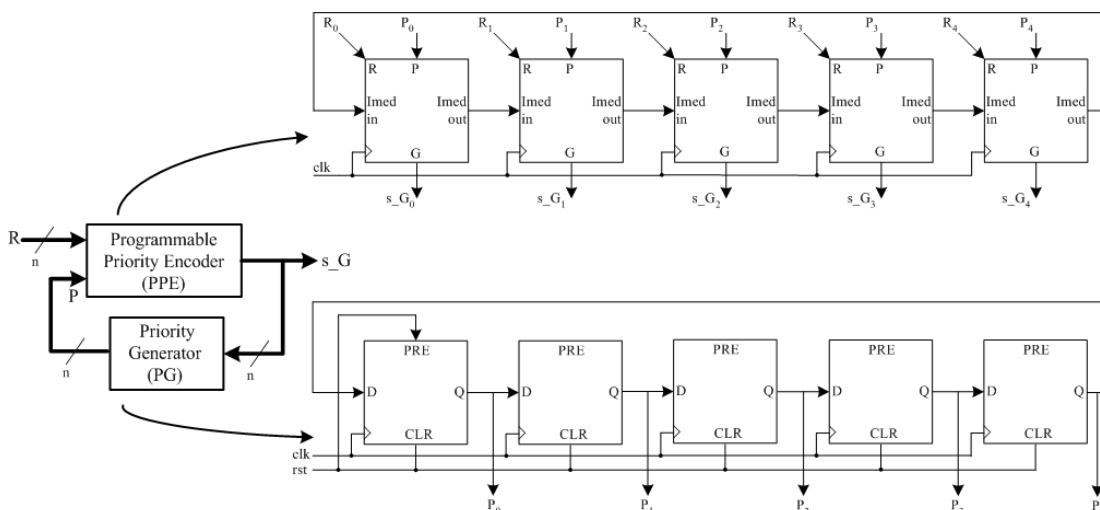 R₀ P₀ R₁ P₁ R₂ P₂ R₃ P₃ R₄ P₄
R P R P R P R P R P
Imed in Imed out Imed in Imed out Imed in Imed out Imed in Imed out Imed in Imed out
G G G G G
clk
s_G₀ s_G₁ s_G₂ s_G₃ s_G₄
R
n
Programmable
Priority Encoder
(PPE)
s_G
P
Priority
Generator
(PG)
n
n
PRE PRE PRE PRE PRE
D Q D Q D Q D Q D Q
CLR CLR CLR CLR CLR
clk
rst
P₀ P₁ P₂ P₃ P